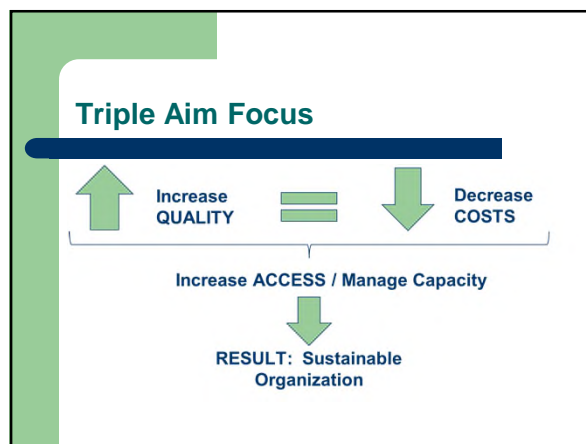 Triple Aim Focus
Increase
QUALITY
Decrease
COSTS
Increase ACCESS / Manage Capacity
RESULT: Sustainable
Organization